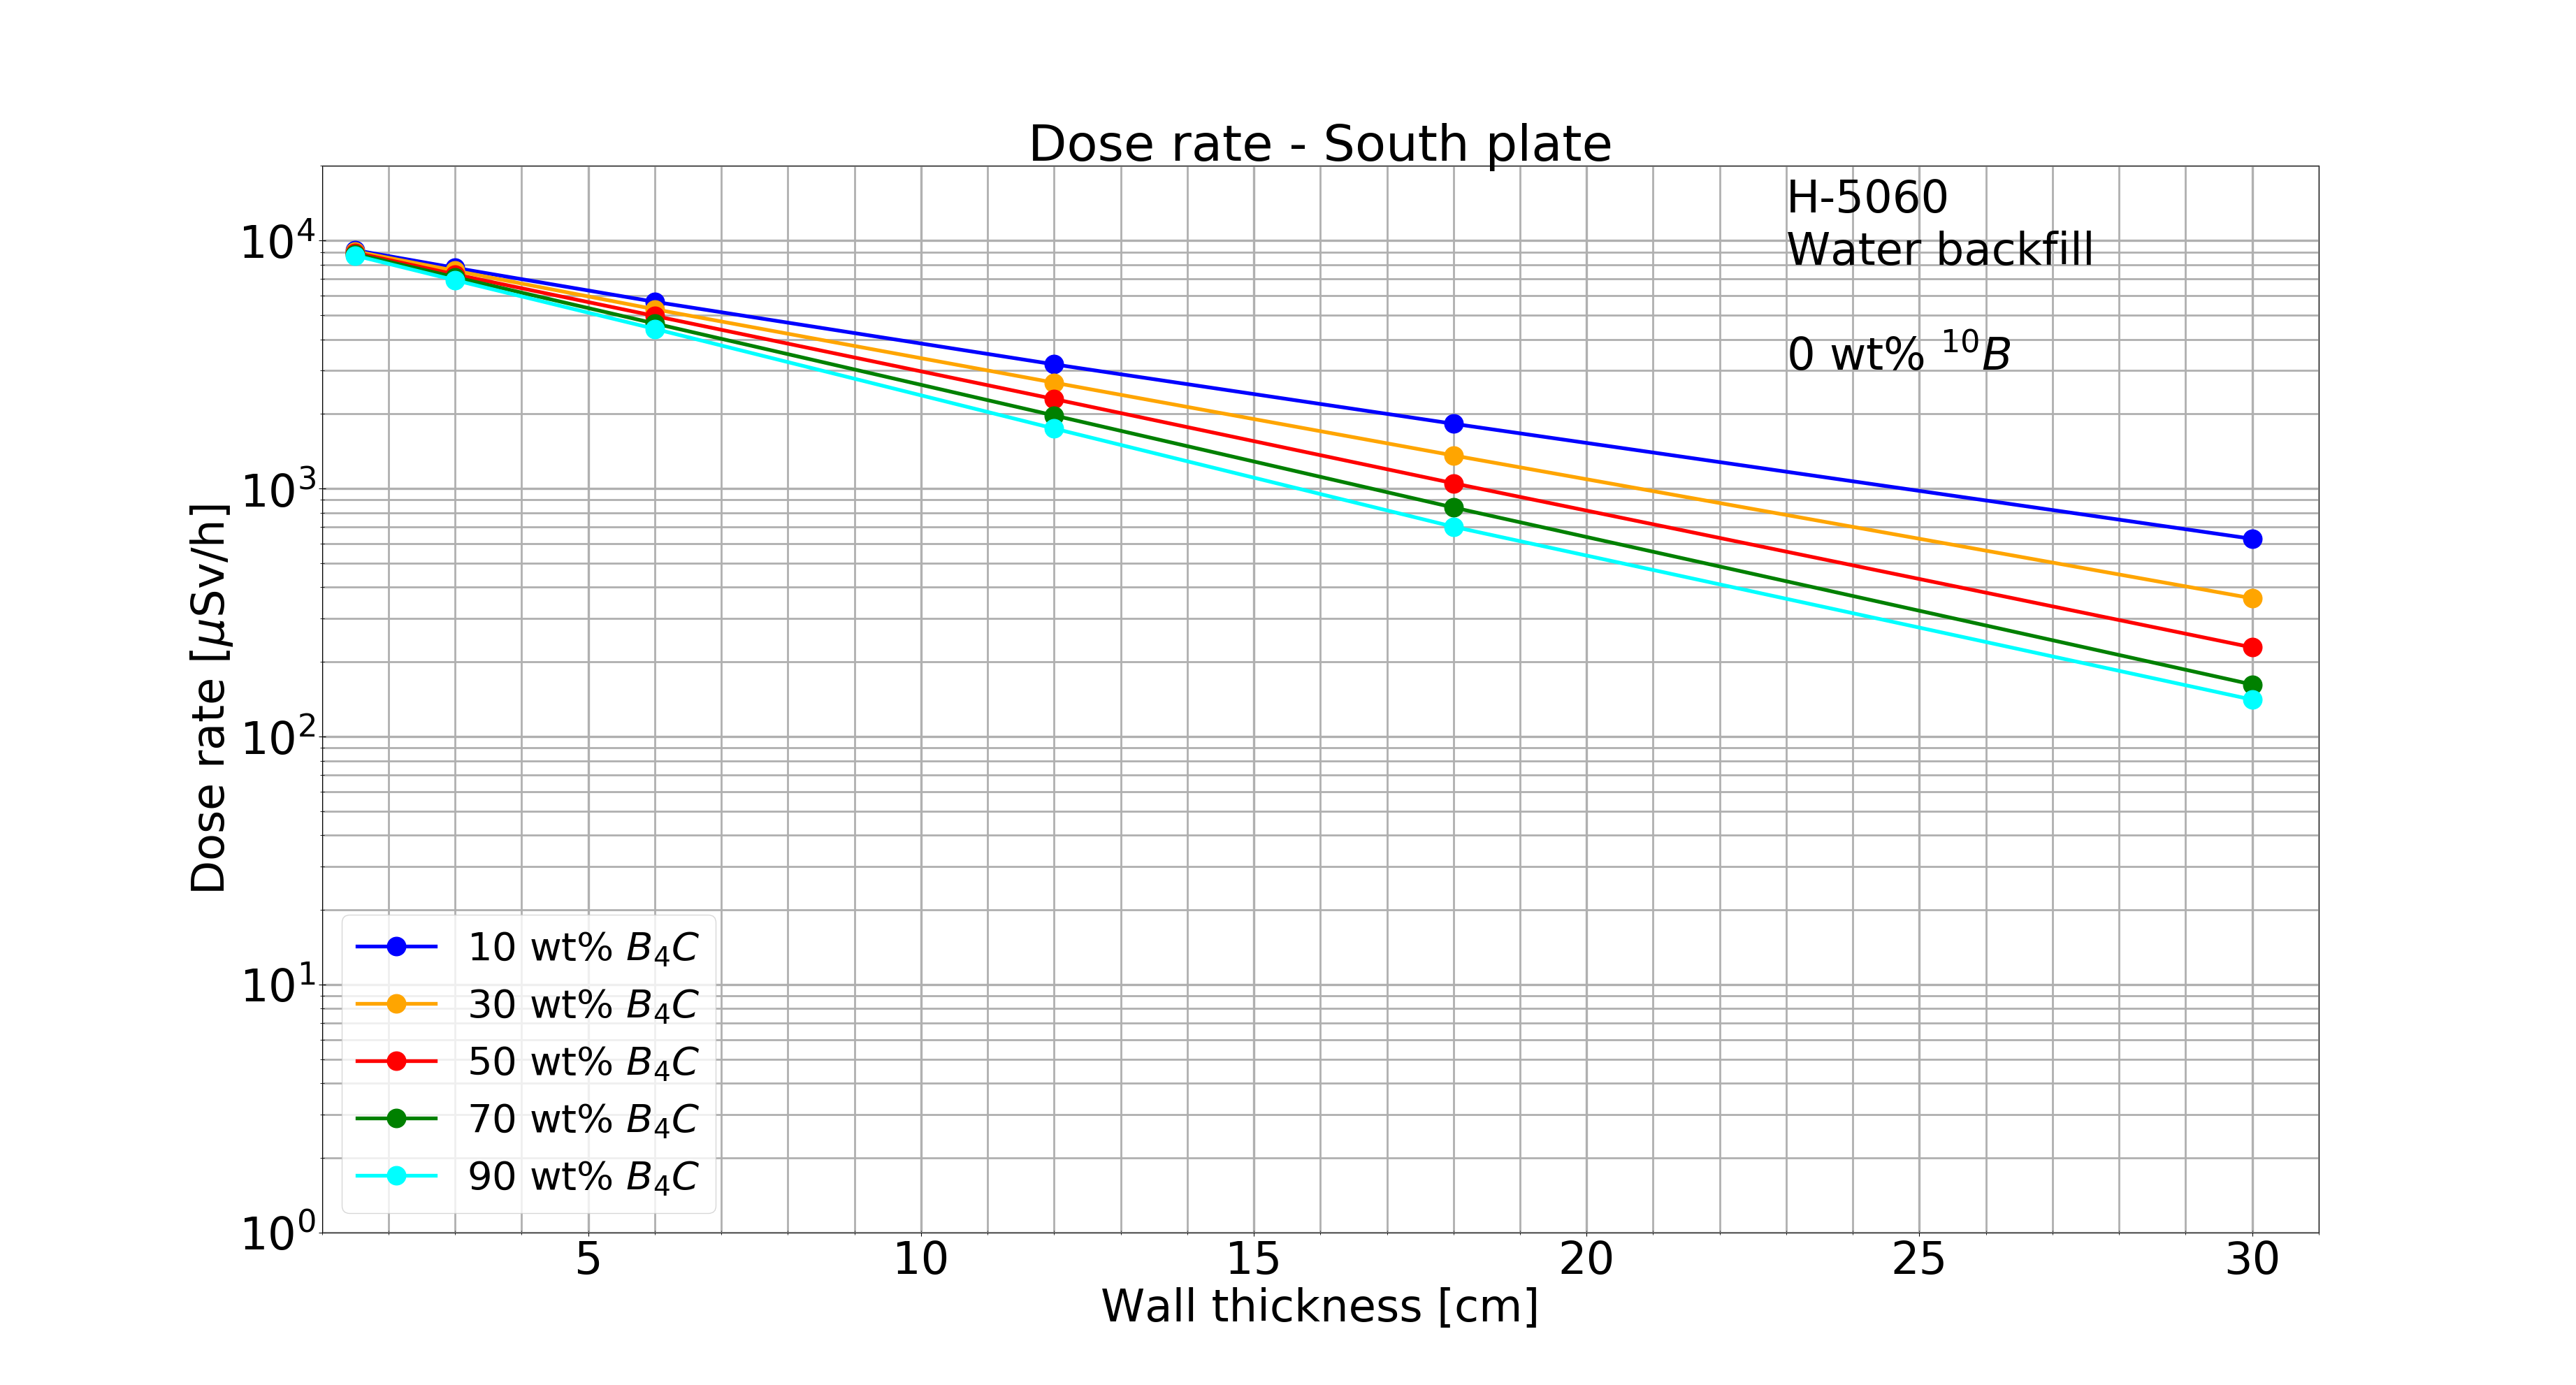 Dose rate - South plate
H-5060
Water backfill
0 wt% ¹⁰B
Dose rate [μSv/h]
10⁴
10³
10²
10¹
10⁰
10 wt% B₄C
30 wt% B₄C
50 wt% B₄C
70 wt% B₄C
90 wt% B₄C
5 10 15 20 25 30
Wall thickness [cm]